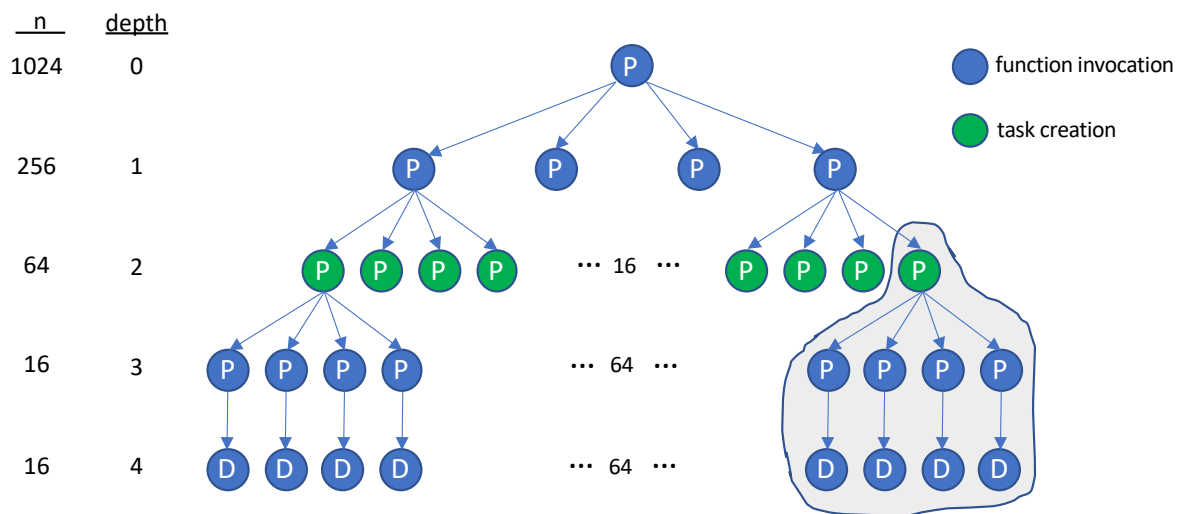 n depth
1024 0 P function invocation
task creation
256 1 P P P P
64 2 P P P P ••• 16 ••• P P P P
16 3 P P P P ••• 64 ••• P P P P
16 4 D D D D ••• 64 ••• D D D D